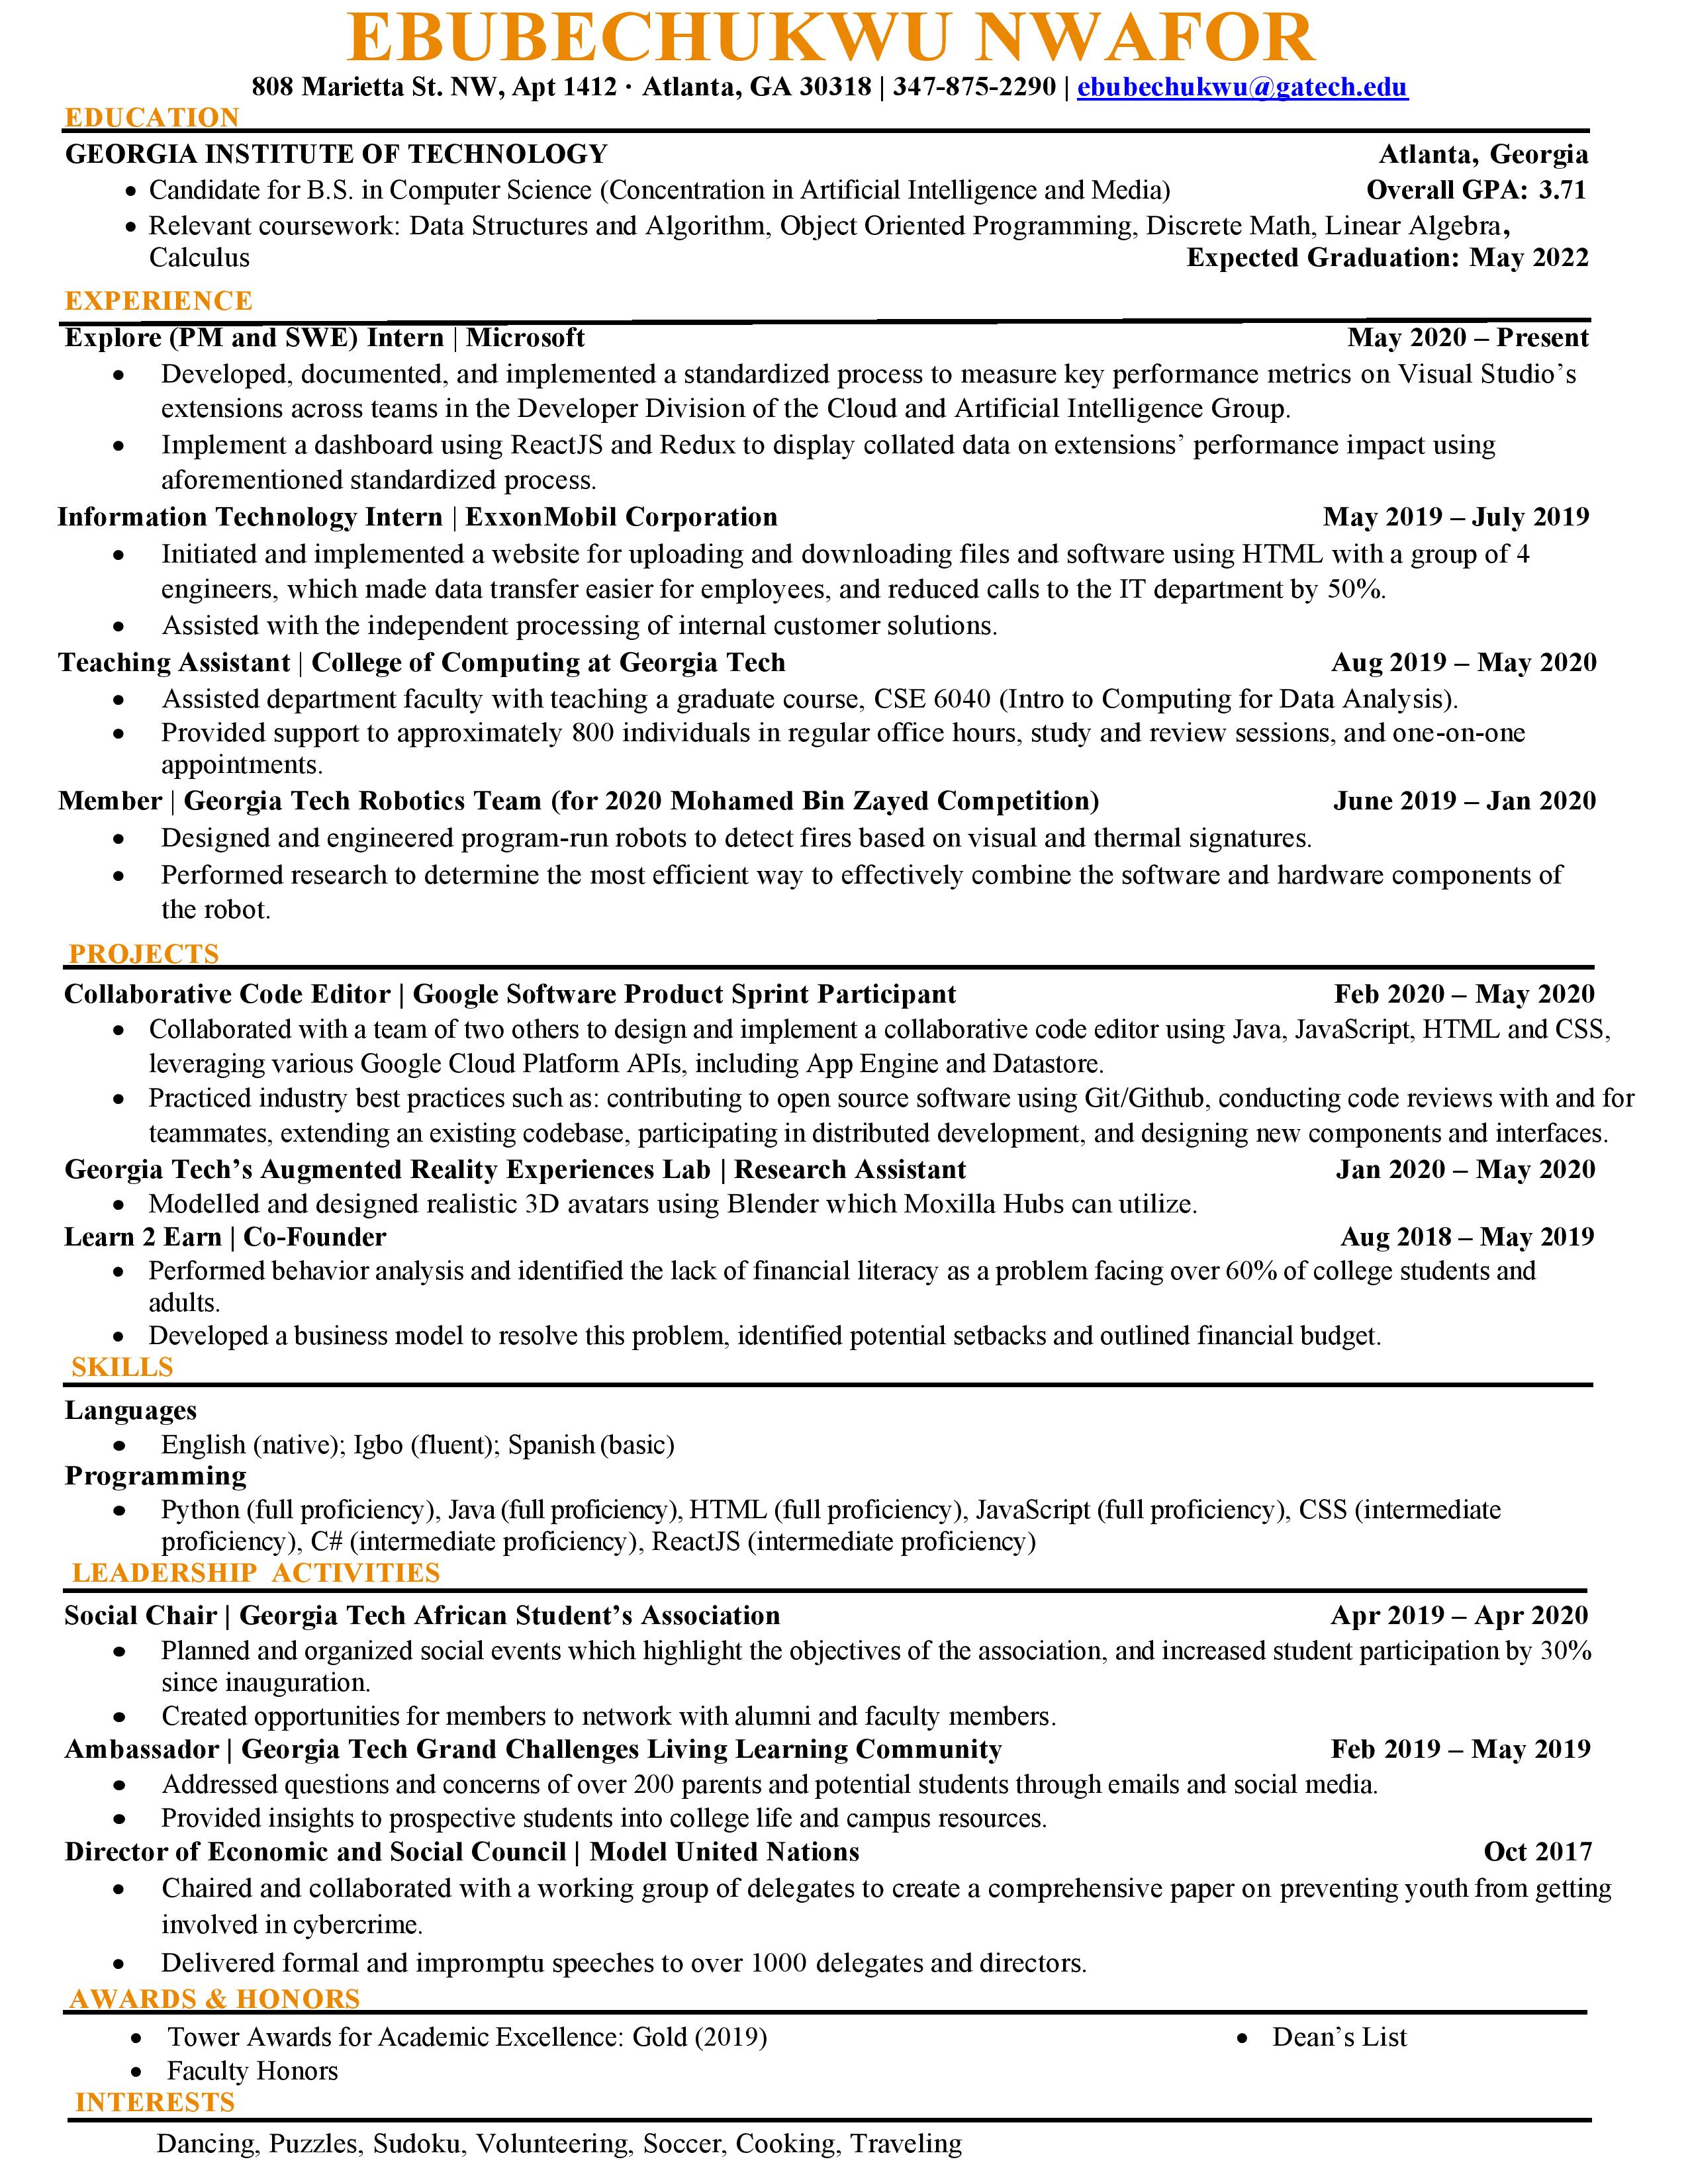 EBUBECHUKWU NWAFOR
808 Marietta St. NW, Apt 1412 · Atlanta, GA 30318 | 347-875-2290 | ebubechukwu@gatech.edu
EDUCATION
GEORGIA INSTITUTE OF TECHNOLOGY Atlanta, Georgia
• Candidate for B.S. in Computer Science (Concentration in Artificial Intelligence and Media) Overall GPA: 3.71
• Relevant coursework: Data Structures and Algorithm, Object Oriented Programming, Discrete Math, Linear Algebra,
Calculus Expected Graduation: May 2022
EXPERIENCE
Explore (PM and SWE) Intern | Microsoft May 2020 – Present
• Developed, documented, and implemented a standardized process to measure key performance metrics on Visual Studio’s
extensions across teams in the Developer Division of the Cloud and Artificial Intelligence Group.
• Implement a dashboard using ReactJS and Redux to display collated data on extensions’ performance impact using
aforementioned standardized process.
Information Technology Intern | ExxonMobil Corporation May 2019 – July 2019
• Initiated and implemented a website for uploading and downloading files and software using HTML with a group of 4
engineers, which made data transfer easier for employees, and reduced calls to the IT department by 50%.
• Assisted with the independent processing of internal customer solutions.
Teaching Assistant | College of Computing at Georgia Tech Aug 2019 – May 2020
• Assisted department faculty with teaching a graduate course, CSE 6040 (Intro to Computing for Data Analysis).
• Provided support to approximately 800 individuals in regular office hours, study and review sessions, and one-on-one
appointments.
Member | Georgia Tech Robotics Team (for 2020 Mohamed Bin Zayed Competition) June 2019 – Jan 2020
• Designed and engineered program-run robots to detect fires based on visual and thermal signatures.
• Performed research to determine the most efficient way to effectively combine the software and hardware components of
the robot.
PROJECTS
Collaborative Code Editor | Google Software Product Sprint Participant Feb 2020 – May 2020
• Collaborated with a team of two others to design and implement a collaborative code editor using Java, JavaScript, HTML and CSS,
leveraging various Google Cloud Platform APIs, including App Engine and Datastore.
• Practiced industry best practices such as: contributing to open source software using Git/Github, conducting code reviews with and for
teammates, extending an existing codebase, participating in distributed development, and designing new components and interfaces.
Georgia Tech’s Augmented Reality Experiences Lab | Research Assistant Jan 2020 – May 2020
• Modelled and designed realistic 3D avatars using Blender which Moxilla Hubs can utilize.
Learn 2 Earn | Co-Founder Aug 2018 – May 2019
• Performed behavior analysis and identified the lack of financial literacy as a problem facing over 60% of college students and
adults.
• Developed a business model to resolve this problem, identified potential setbacks and outlined financial budget.
SKILLS
Languages
• English (native); Igbo (fluent); Spanish (basic)
Programming
• Python (full proficiency), Java (full proficiency), HTML (full proficiency), JavaScript (full proficiency), CSS (intermediate
proficiency), C# (intermediate proficiency), ReactJS (intermediate proficiency)
LEADERSHIP ACTIVITIES
Social Chair | Georgia Tech African Student’s Association Apr 2019 – Apr 2020
• Planned and organized social events which highlight the objectives of the association, and increased student participation by 30%
since inauguration.
• Created opportunities for members to network with alumni and faculty members.
Ambassador | Georgia Tech Grand Challenges Living Learning Community Feb 2019 – May 2019
• Addressed questions and concerns of over 200 parents and potential students through emails and social media.
• Provided insights to prospective students into college life and campus resources.
Director of Economic and Social Council | Model United Nations Oct 2017
• Chaired and collaborated with a working group of delegates to create a comprehensive paper on preventing youth from getting
involved in cybercrime.
• Delivered formal and impromptu speeches to over 1000 delegates and directors.
AWARDS & HONORS
• Tower Awards for Academic Excellence: Gold (2019) • Dean’s List
• Faculty Honors
INTERESTS
Dancing, Puzzles, Sudoku, Volunteering, Soccer, Cooking, Traveling